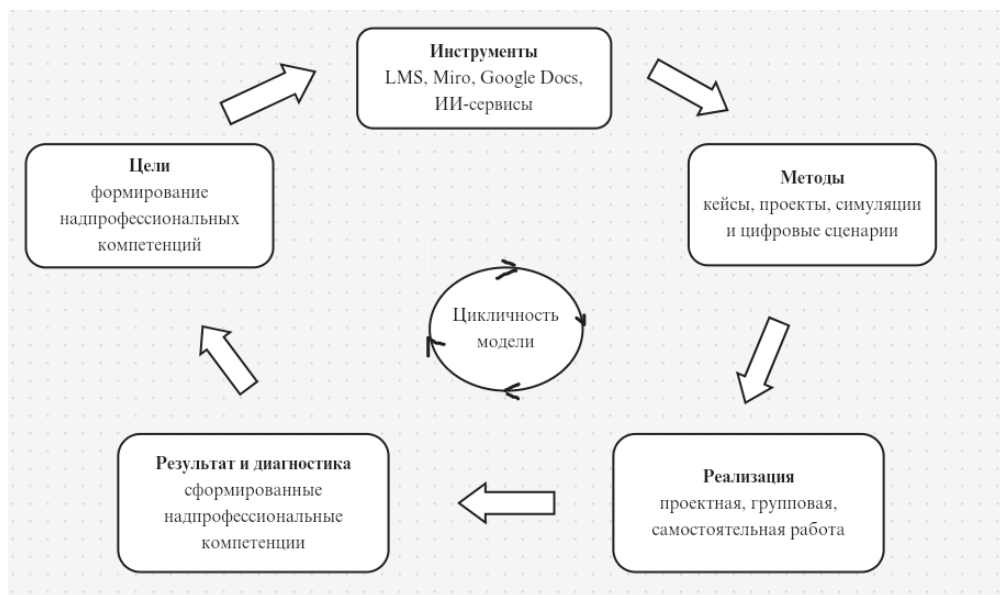 Инструменты
LMS, Miro, Google Docs,
ИИ-сервисы
Цели
формирование
надпрофессиональных
компетенций
Методы
кейсы, проекты, симуляции
и цифровые сценарии
Цикличность
модели
Результат и диагностика
сформированные
надпрофессиональные
компетенции
Реализация
проектная, групповая,
самостоятельная работа